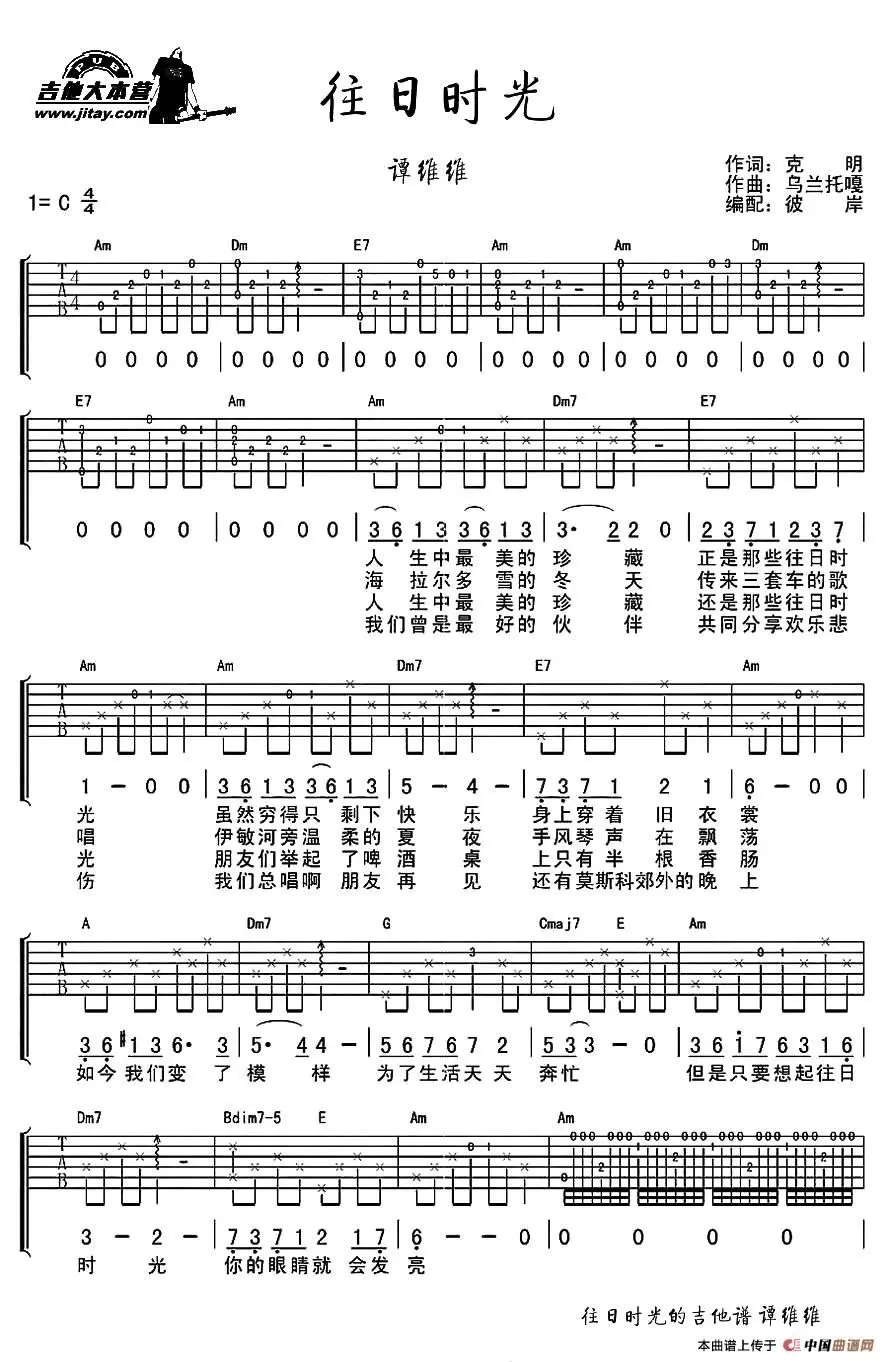 PUB
吉他大本营
www.jitay.com
往日时光
谭维维
作词：克 明
作曲：乌兰托嘎
编配：彼 岸
1= C 4/4
Am Dm E7 Am Am Dm
0 0 0 0 | 0 0 0 0 | 0 0 0 0 | 0 0 0 0 | 0 0 0 0 | 0 0 0 0
E7 Am Am Dm7 E7
0 0 0 0 | 0 0 0 0 | 3 6 1 3 3 6 1 3 | 3· 2 2 0 | 2 3 7 1 2 3 7
人 生中最 美的 珍 藏 正是那些往日时
海 拉尔多 雪的 冬 天 传来三套车的歌
人 生中最 美的 珍 藏 还是那些往日时
我们曾是最 好的 伙 伴 共同分享欢乐悲
Am Am Dm7 E7 Am
1 - 0 0 | 3 6 1 3 3 6 1 3 | 5 - 4 - | 7 3 7 1 2 1 | 6 - 0 0
光 虽然穷得只 剩下 快 乐 身上穿着 旧 衣 裳
唱 伊敏河旁温 柔的 夏 夜 手风琴声 在 飘 荡
光 朋友们举起 了啤 酒 桌 上只有半 根 香 肠
伤 我们总唱啊 朋友 再 见 还有莫斯科郊外的晚 上
A Dm7 G Cmaj7 E Am
3 6 #1 3 6· 3 | 5· 4 4 - | 5 6 7 6 7 2 | 5 3 3 - 0 | 3 6 1 7 6 3 1 6
如今 我们变 了 模 样 为了生活天天 奔忙 但是只要想起往日
Dm7 Bdim7-5 E Am Am
3 - 2 - | 7 3 7 1 2 1 7 | 6 - - 0 | 0 0 0 0
时 光 你的眼睛就 会发 亮
往日时光的吉他谱 谭维维
本曲谱上传于 中国曲谱网